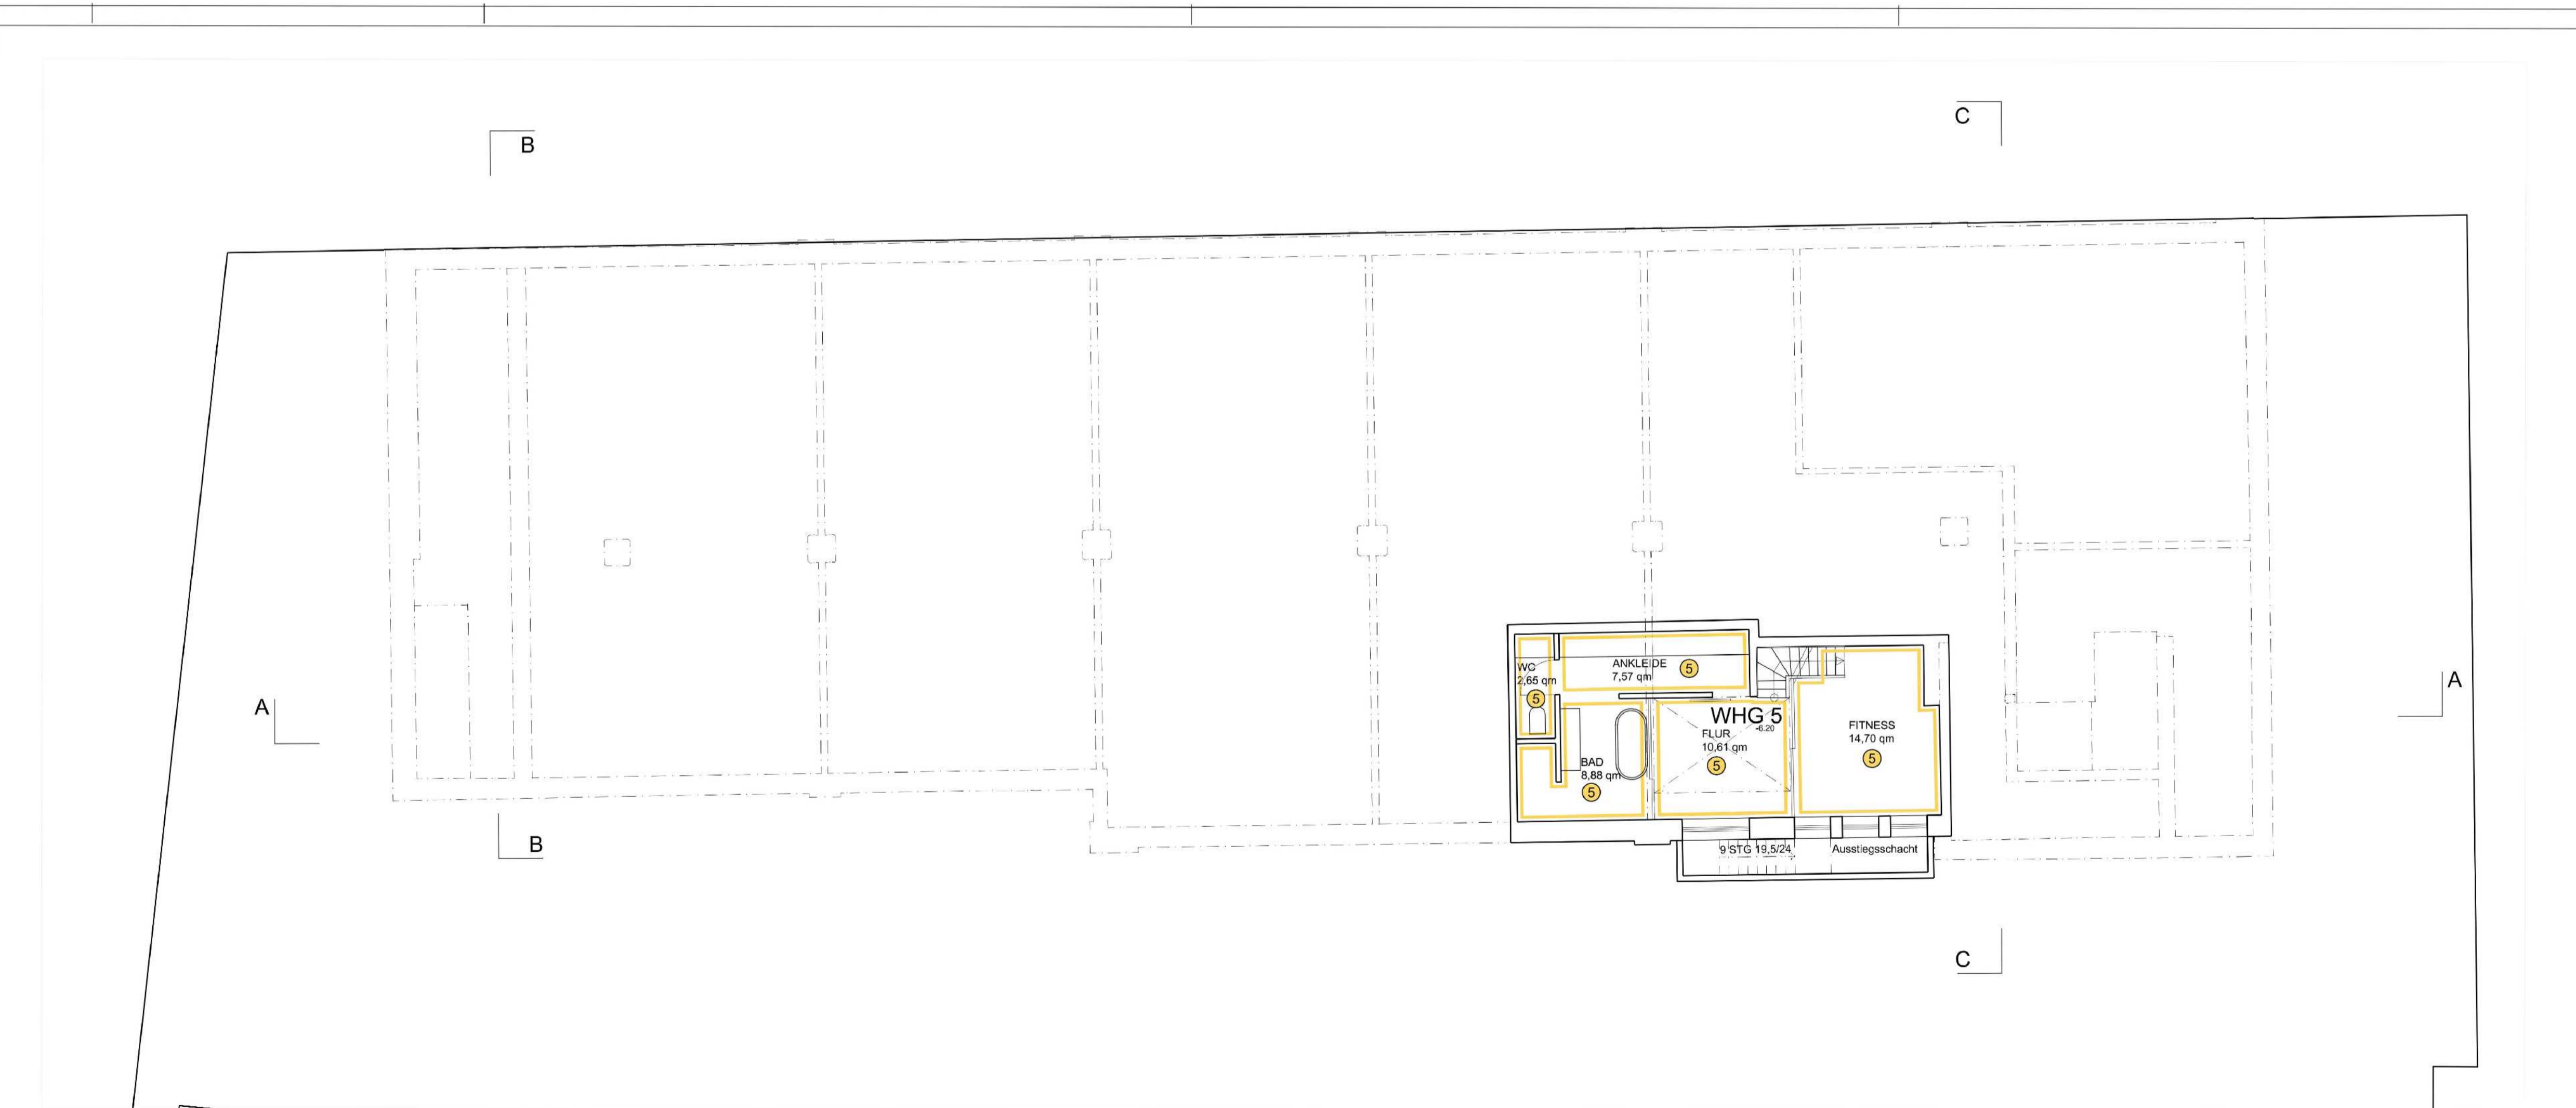 B
C
WC
2,65 qm
5
ANKLEIDE
7,57 qm
5
A
A
WHG 5
-6.20
FLUR
10,61 qm
5
FITNESS
14,70 qm
5
BAD
8,88 qm
5
B
9 STG 19,5/24
Ausstiegsschacht
C